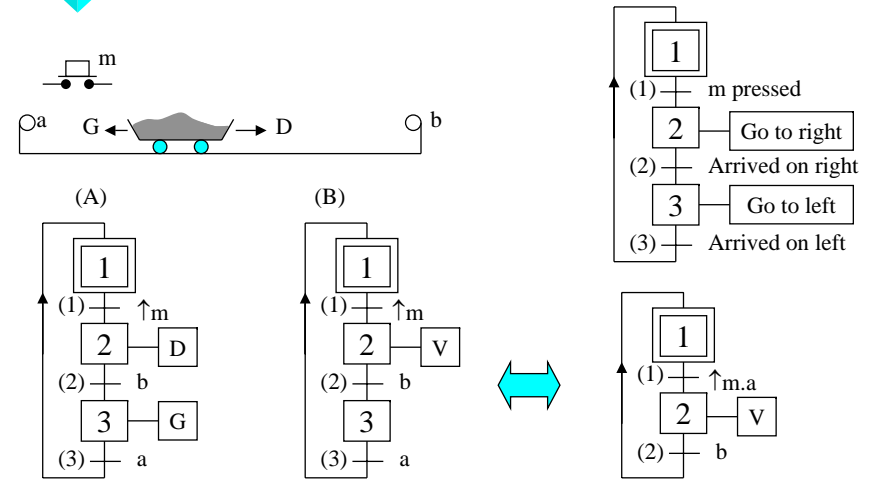 m
a
G
D
b
1
(1) m pressed
2 Go to right
(2) Arrived on right
3 Go to left
(3) Arrived on left
(A)
1
(1) ↑m
2 D
(2) b
3 G
(3) a
(B)
1
(1) ↑m
2 V
(2) b
3
(3) a
1
(1) ↑m.a
2 V
(2) b